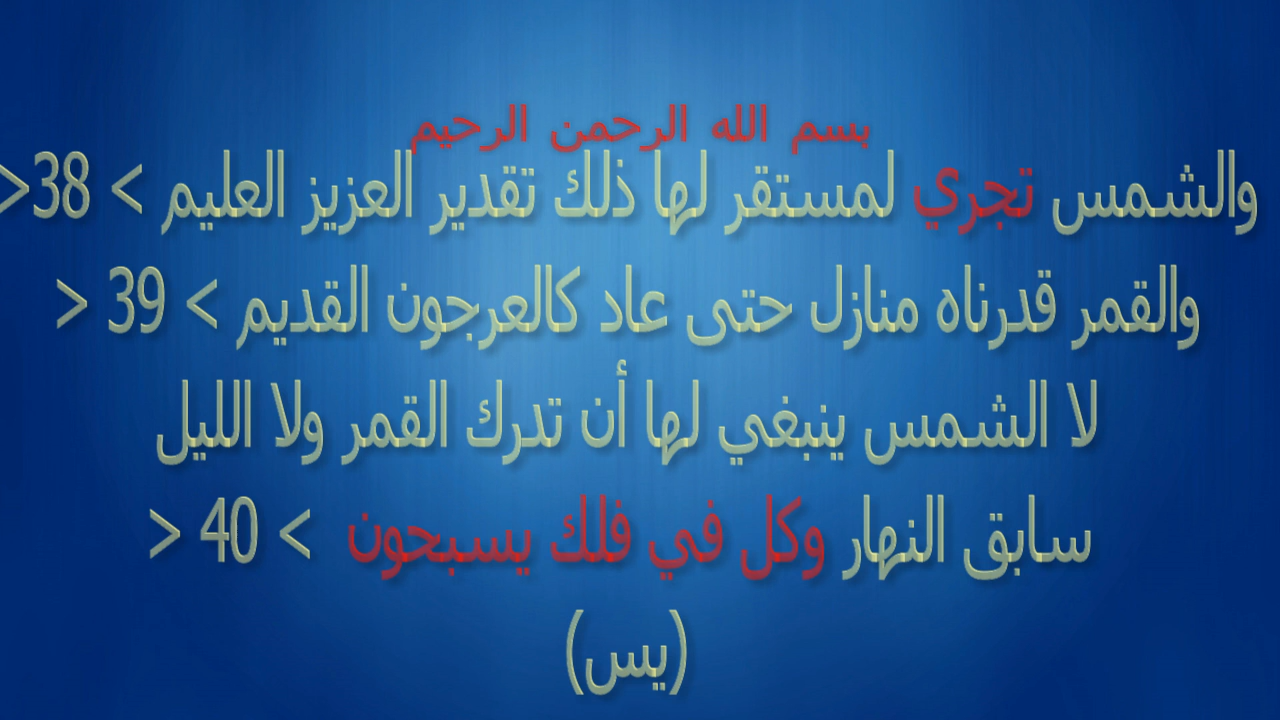 بسم الله الرحمن الرحيم
والشمس تجري لمستقر لها ذلك تقدير العزيز العليم > 38<
والقمر قدرناه منازل حتى عاد كالعرجون القديم > 39 <
لا الشمس ينبغي لها أن تدرك القمر ولا الليل
سابق النهار وكل في فلك يسبحون > 40 <
(يس)